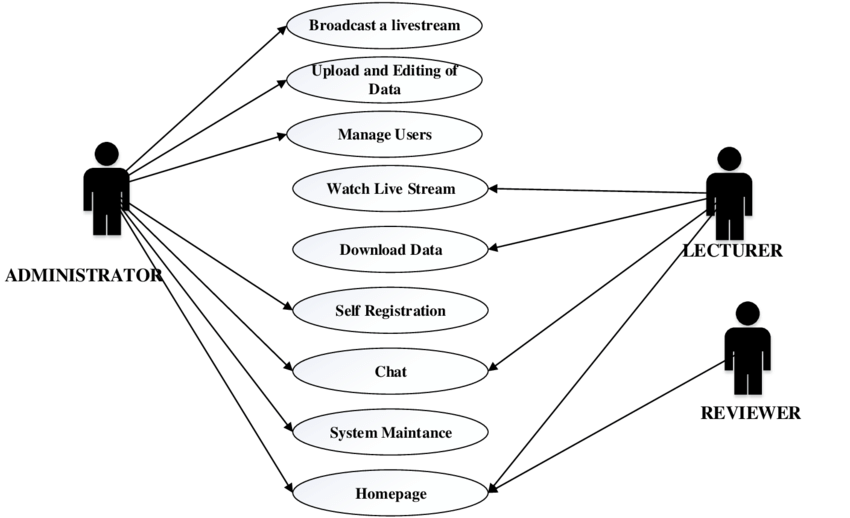 Broadcast a livestream
Upload and Editing of
Data
Manage Users
Watch Live Stream
Download Data
Self Registration
Chat
System Maintance
Homepage
ADMINISTRATOR
LECTURER
REVIEWER